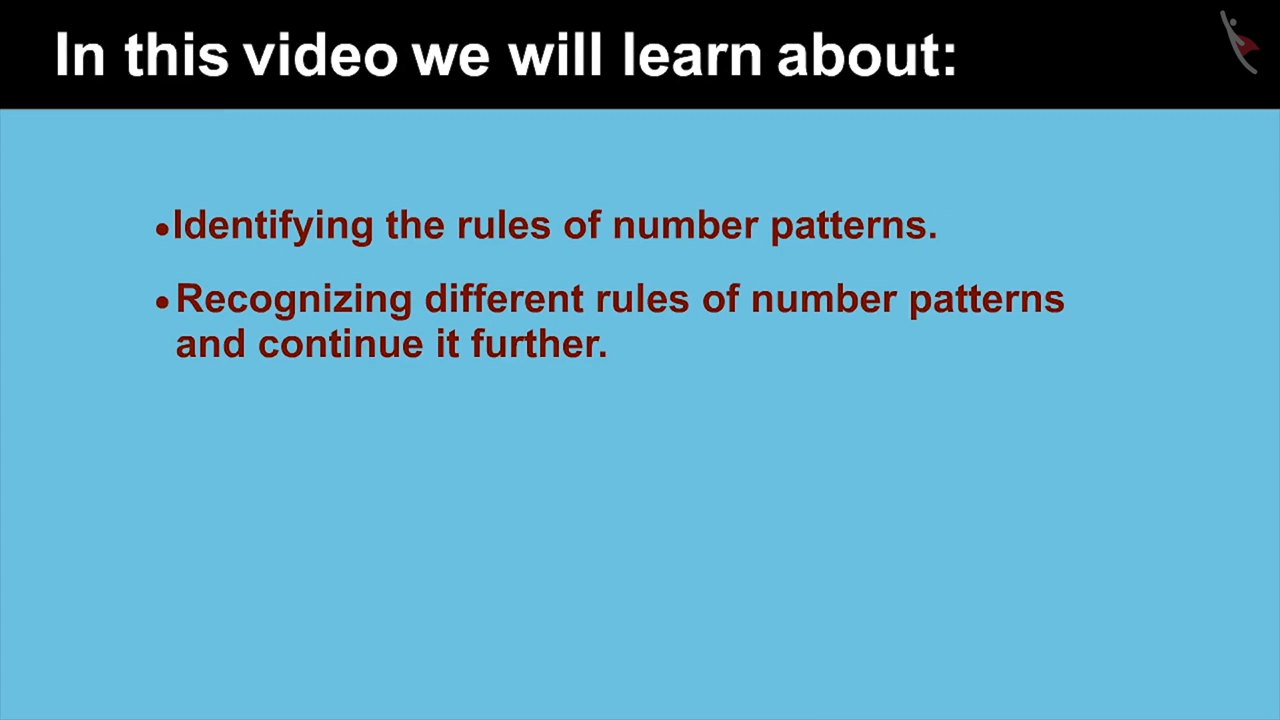 In this video we will learn about:
•Identifying the rules of number patterns.
•Recognizing different rules of number patterns
and continue it further.